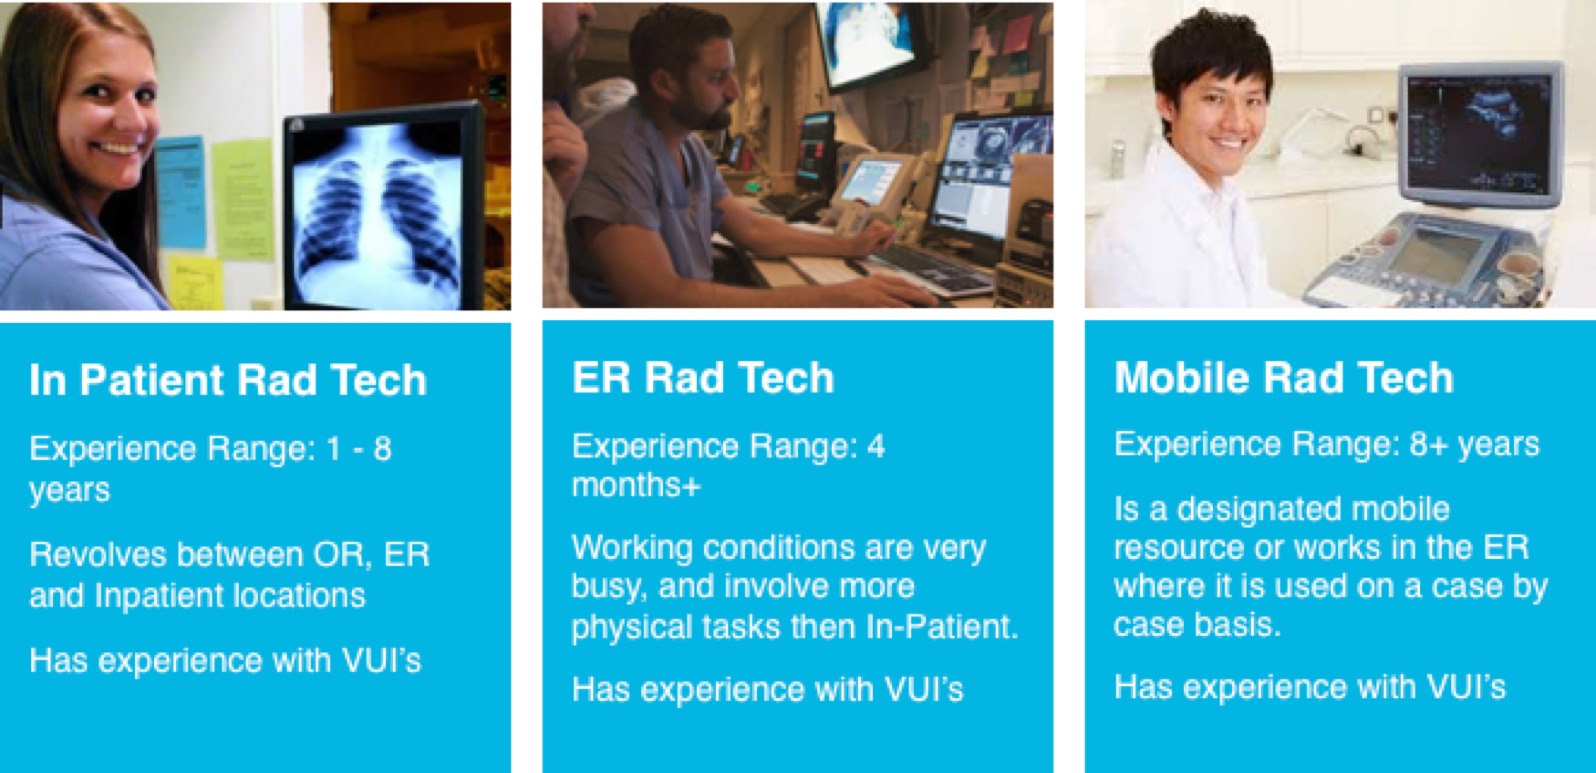 In Patient Rad Tech
Experience Range: 1 - 8
years
Revolves between OR, ER
and Inpatient locations
Has experience with VUI's
ER Rad Tech
Experience Range: 4
months+
Working conditions are very
busy, and involve more
physical tasks then In-Patient.
Has experience with VUI's
Mobile Rad Tech
Experience Range: 8+ years
Is a designated mobile
resource or works in the ER
where it is used on a case by
case basis.
Has experience with VUI's